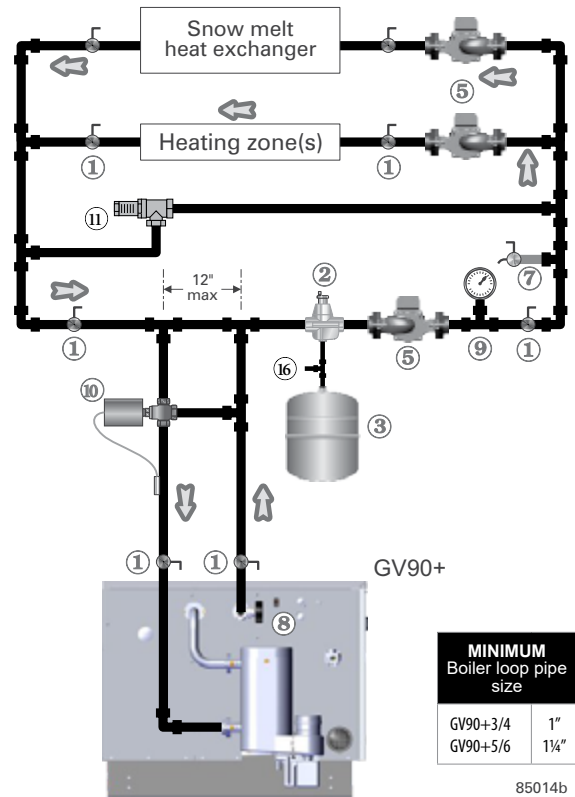 Snow melt
heat exchanger
⑤
Heating zone(s)
①
①
⑪
⑦
12"
max
②
①
⑤
⑨
①
⑯
⑩
③
①
①
GV90+
⑧
MINIMUM
Boiler loop pipe
size
GV90+3/4 1"
GV90+5/6 1¼"
85014b